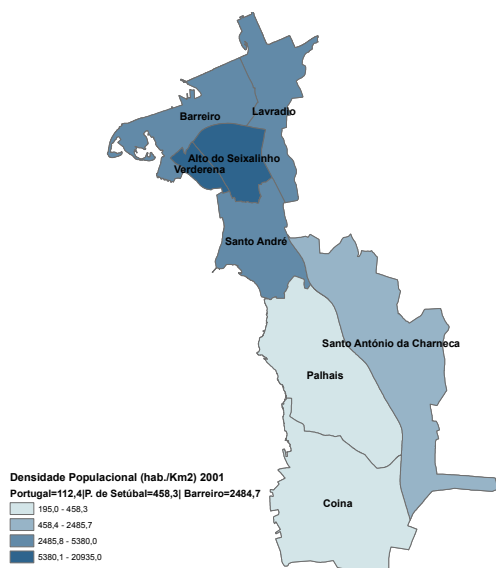 Lavradio
Barreiro
Alto do Seixalinho
Verderena
Santo André
Santo António da Charneca
Palhais
Coina
Densidade Populacional (hab./Km2) 2001
Portugal=112,4|P. de Setúbal=458,3| Barreiro=2484,7
195,0 - 458,3
458,4 - 2485,7
2485,8 - 5380,0
5380,1 - 20935,0